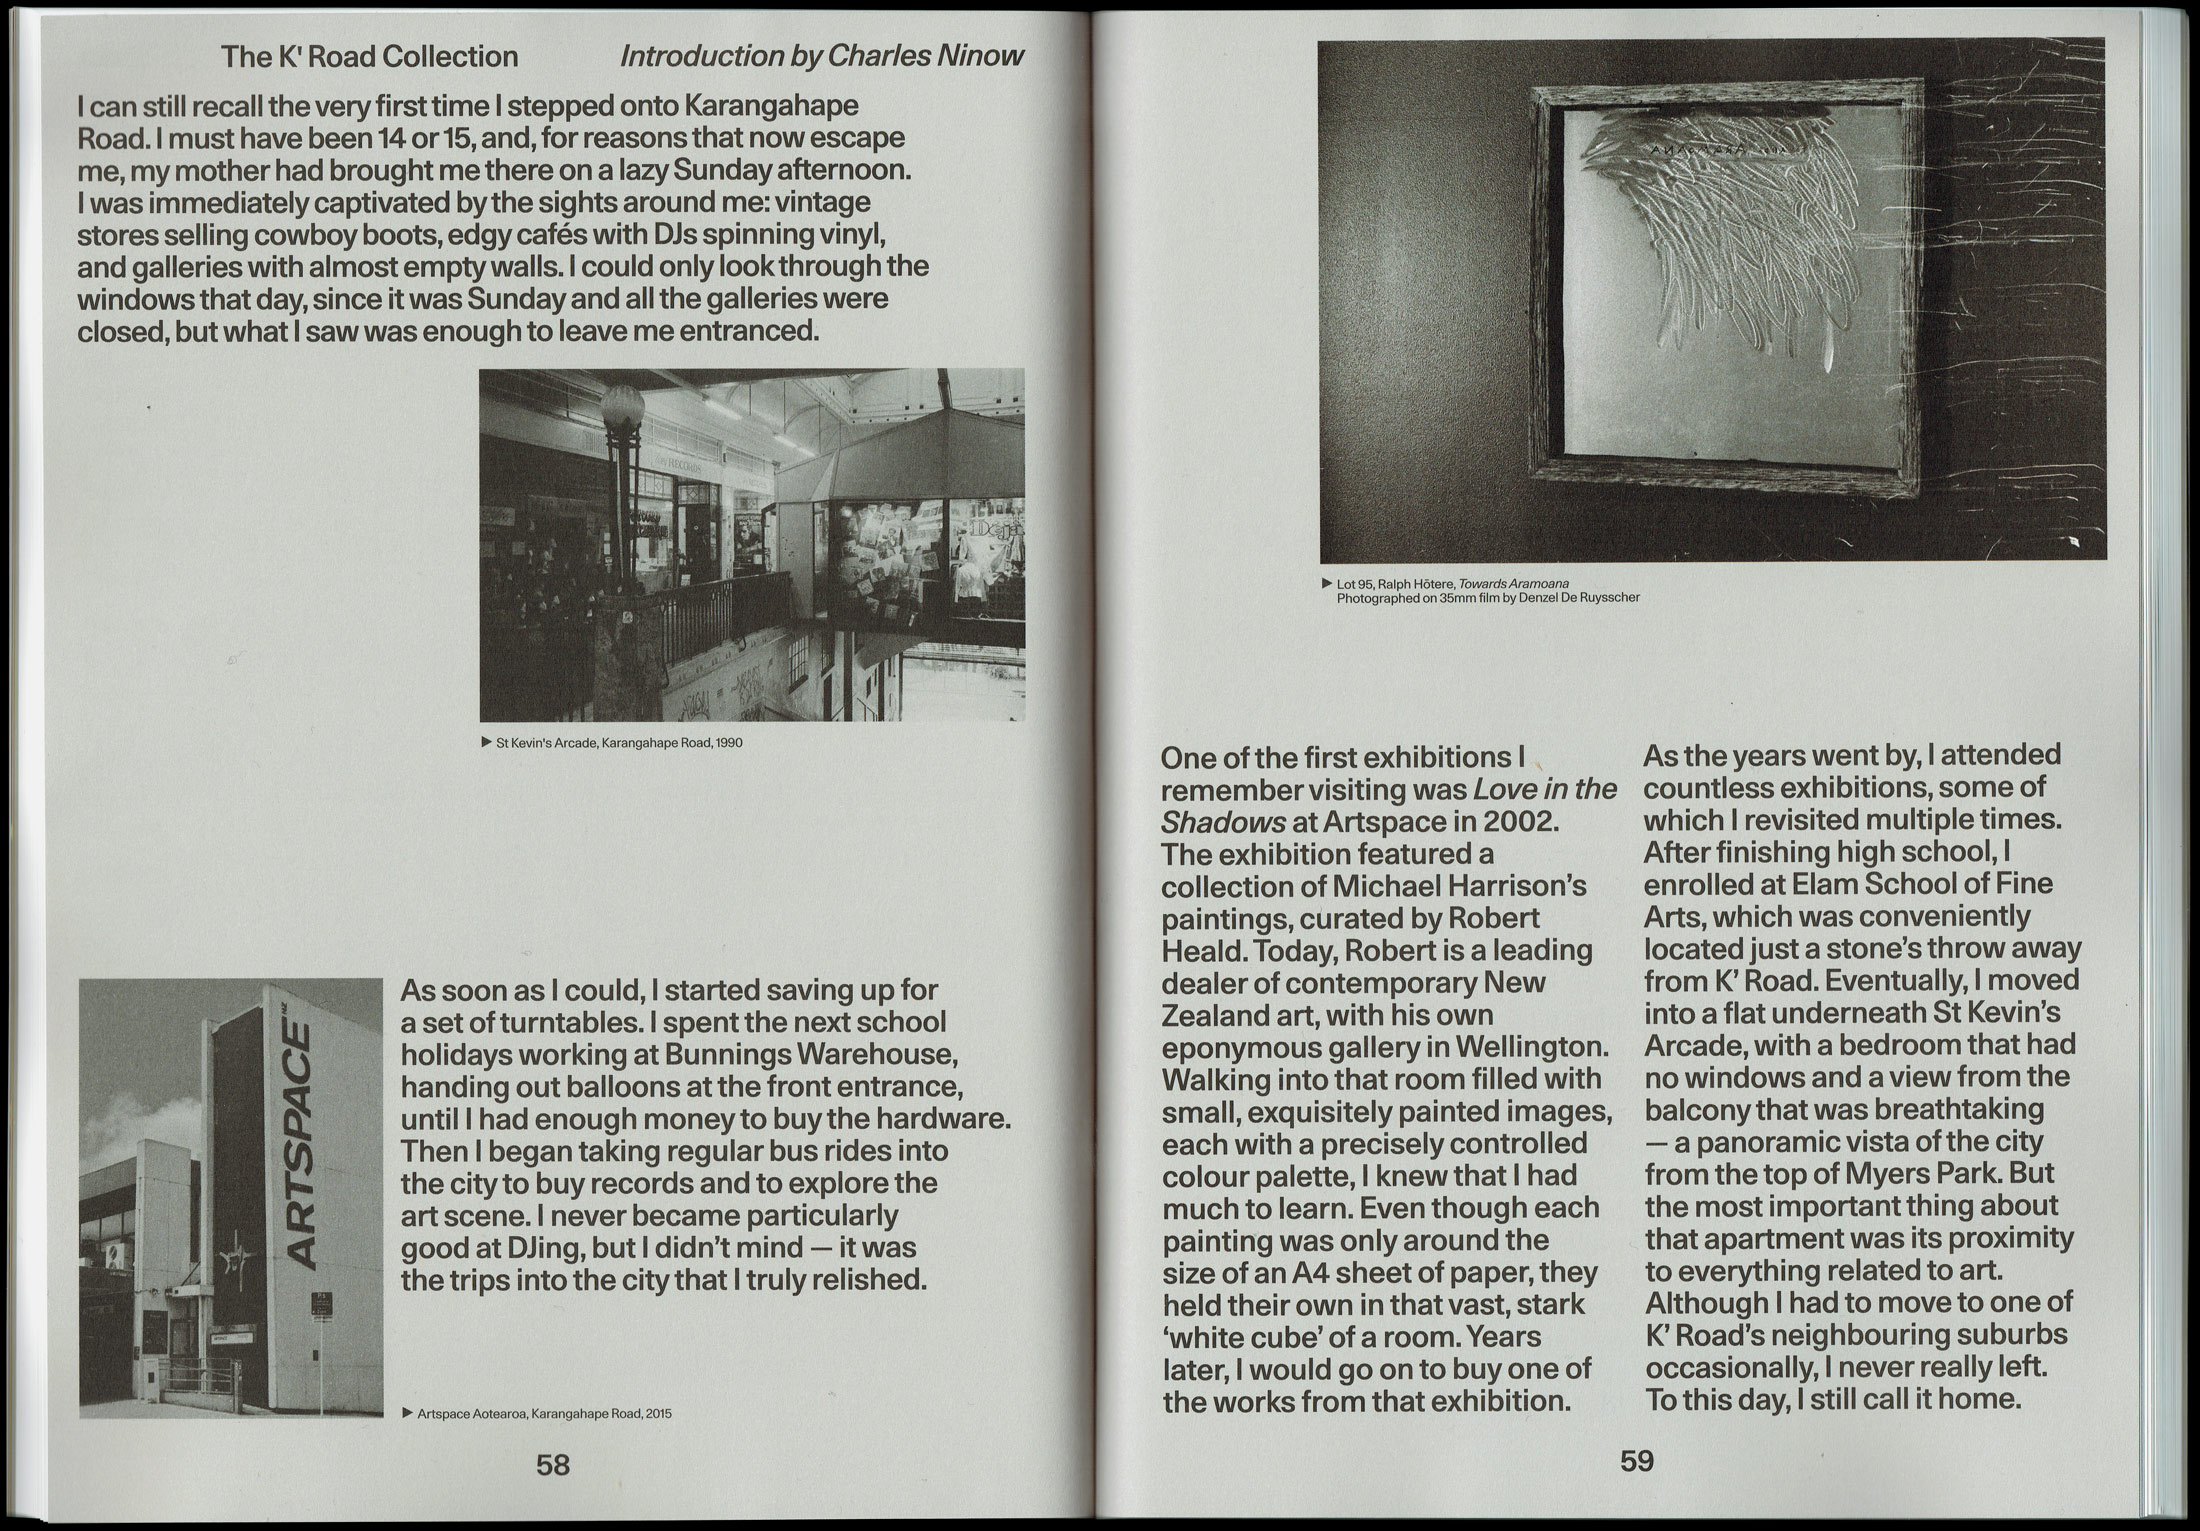 The K' Road Collection
Introduction by Charles Ninow
I can still recall the very first time I stepped onto Karangahape
Road. I must have been 14 or 15, and, for reasons that now escape
me, my mother had brought me there on a lazy Sunday afternoon.
I was immediately captivated by the sights around me: vintage
stores selling cowboy boots, edgy cafés with DJs spinning vinyl,
and galleries with almost empty walls. I could only look through the
windows that day, since it was Sunday and all the galleries were
closed, but what I saw was enough to leave me entranced.
RECORDS
▶ St Kevin's Arcade, Karangahape Road, 1990
ARTSPACE NZ
As soon as I could, I started saving up for
a set of turntables. I spent the next school
holidays working at Bunnings Warehouse,
handing out balloons at the front entrance,
until I had enough money to buy the hardware.
Then I began taking regular bus rides into
the city to buy records and to explore the
art scene. I never became particularly
good at DJing, but I didn’t mind — it was
the trips into the city that I truly relished.
▶ Artspace Aotearoa, Karangahape Road, 2015
58
▶ Lot 95, Ralph Hōtere, Towards Aramoana
Photographed on 35mm film by Denzel De Ruysscher
One of the first exhibitions I
remember visiting was Love in the
Shadows at Artspace in 2002.
The exhibition featured a
collection of Michael Harrison’s
paintings, curated by Robert
Heald. Today, Robert is a leading
dealer of contemporary New
Zealand art, with his own
eponymous gallery in Wellington.
Walking into that room filled with
small, exquisitely painted images,
each with a precisely controlled
colour palette, I knew that I had
much to learn. Even though each
painting was only around the
size of an A4 sheet of paper, they
held their own in that vast, stark
‘white cube’ of a room. Years
later, I would go on to buy one of
the works from that exhibition.
As the years went by, I attended
countless exhibitions, some of
which I revisited multiple times.
After finishing high school, I
enrolled at Elam School of Fine
Arts, which was conveniently
located just a stone’s throw away
from K’ Road. Eventually, I moved
into a flat underneath St Kevin’s
Arcade, with a bedroom that had
no windows and a view from the
balcony that was breathtaking
— a panoramic vista of the city
from the top of Myers Park. But
the most important thing about
that apartment was its proximity
to everything related to art.
Although I had to move to one of
K’ Road’s neighbouring suburbs
occasionally, I never really left.
To this day, I still call it home.
59